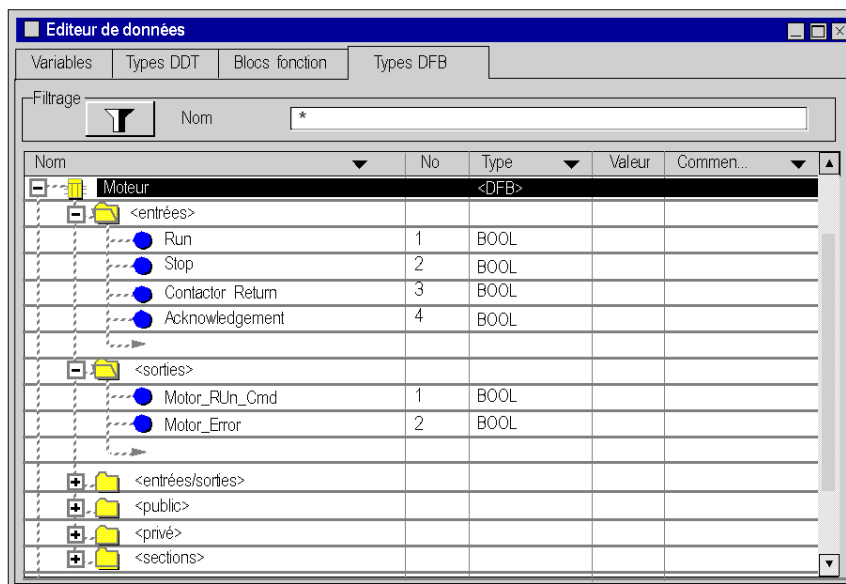 Editeur de données
Variables Types DDT Blocs fonction Types DFB
Filtrage
Nom *
Nom No Type Valeur Commen...
Moteur <DFB>
<entrées>
Run 1 BOOL
Stop 2 BOOL
Contactor Return 3 BOOL
Acknowledgement 4 BOOL
<sorties>
Motor_RUn_Cmd 1 BOOL
Motor_Error 2 BOOL
<entrées/sorties>
<public>
<privé>
<sections>